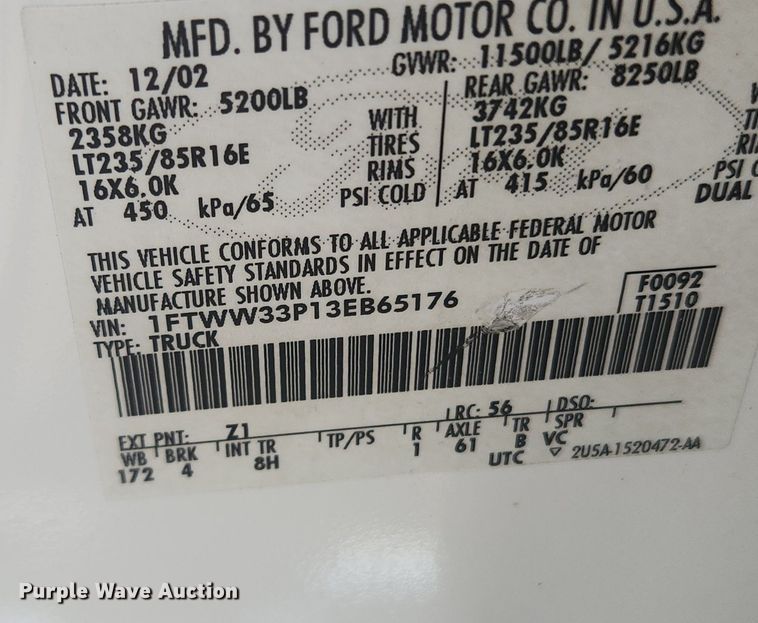 MFD. BY FORD MOTOR CO. IN U.S.A.
DATE: 12/02 GVWR: 11500LB/ 5216KG
FRONT GAWR: 5200LB REAR GAWR: 8250LB
2358KG WITH 3742KG
LT235/85R16E TIRES LT235/85R16E
16X6.0K RIMS 16X6.0K
AT 450 kPa/65 PSI COLD AT 415 kPa/60 PSI
DUAL
THIS VEHICLE CONFORMS TO ALL APPLICABLE FEDERAL MOTOR
VEHICLE SAFETY STANDARDS IN EFFECT ON THE DATE OF
MANUFACTURE SHOWN ABOVE.
VIN: 1FTWW33P13EB65176 F0092
TYPE: TRUCK T1510
EXT PNT: Z1 RC: 56 DSO:
WB BRK INT TR TP/PS R AXLE TR SPR
172 4 8H 1 61 B VC
UTC ▽ 2U5A-1520472-AA
Purple Wave Auction